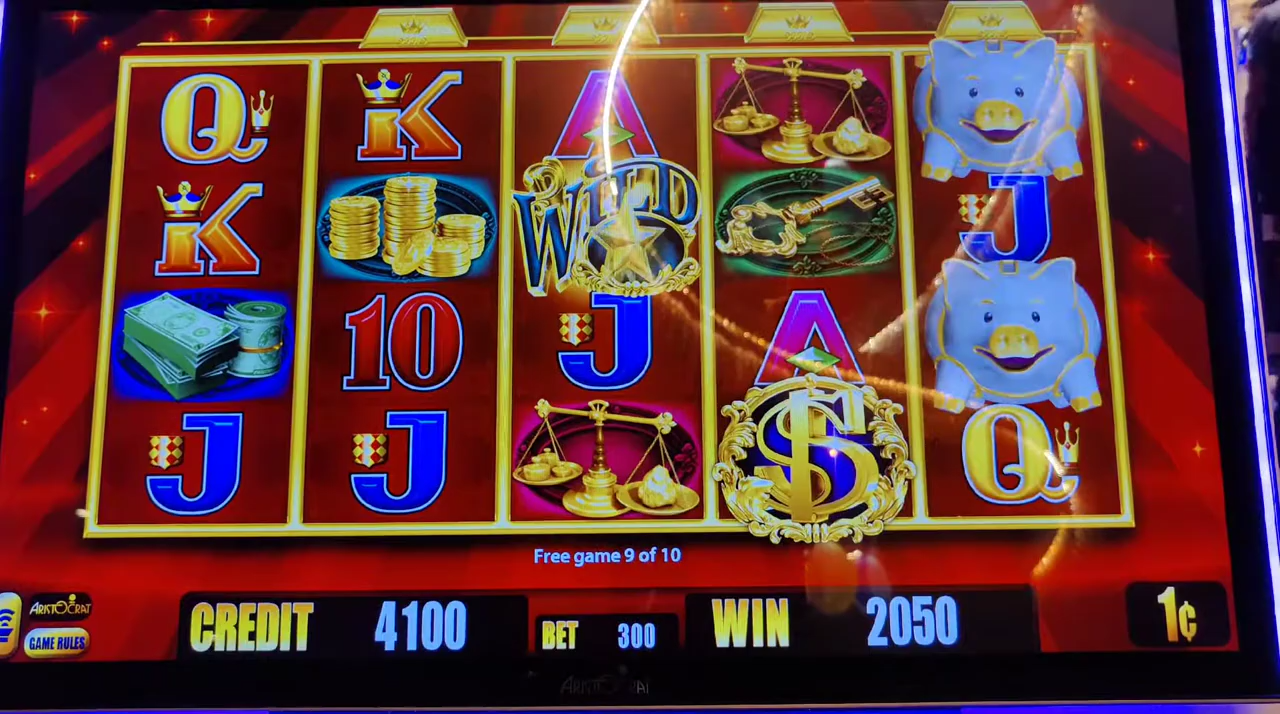 Q K A
WILD
K J
10 J A
J J $ Q
Free game 9 of 10
ARISTOCRAT
GAME RULES
CREDIT 4100 BET 300 WIN 2050 1¢